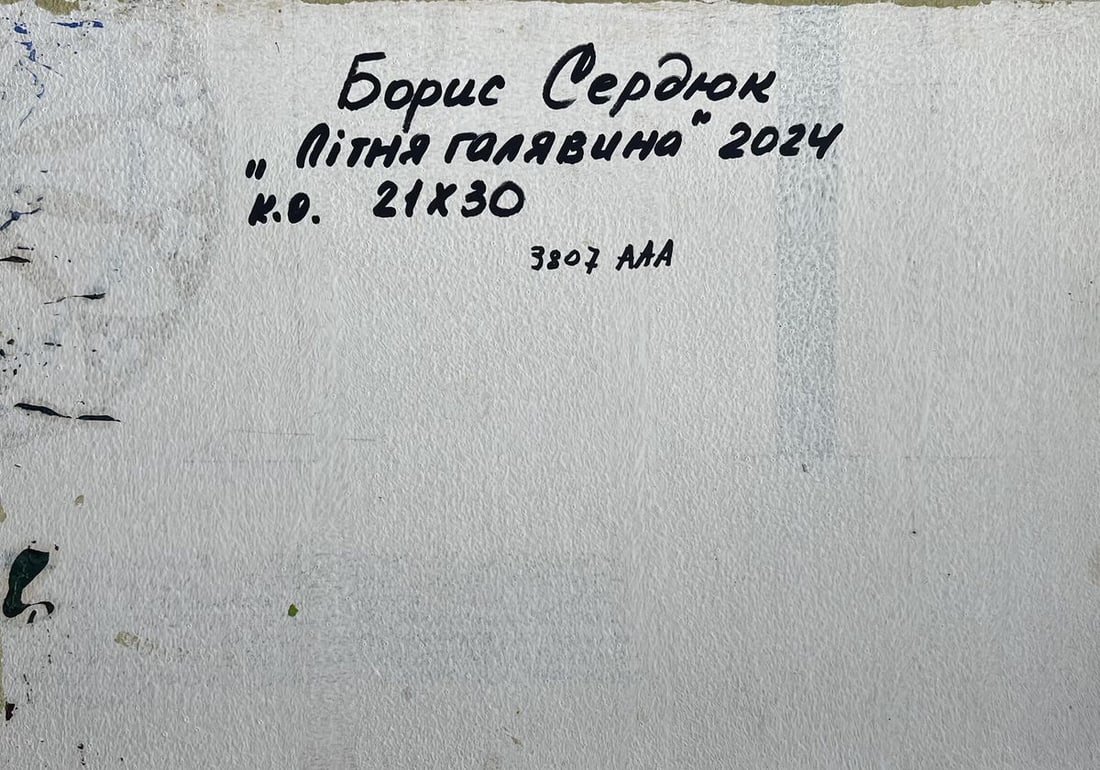 Борис Сердюк
„Літня галявина" 2024
к.о. 21х30
3807 ААА